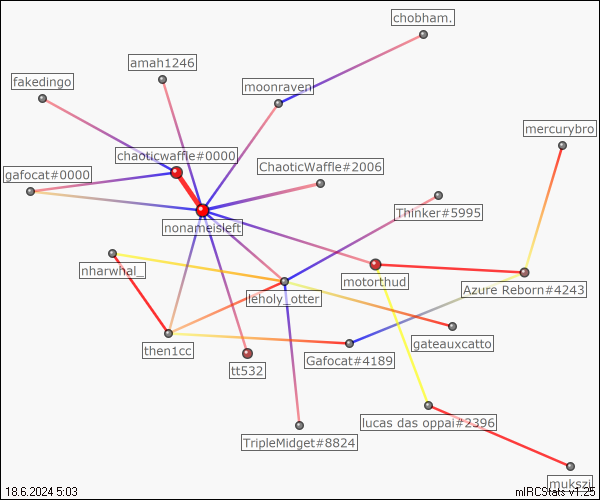 chobham.
amah1246
fakedingo
moonraven
mercurybro
chaoticwaffle#0000
ChaoticWaffle#2006
gafocat#0000
Thinker#5995
nonameisleft
nharwhal_
motorthud
Azure Reborn#4243
leholy_otter
gateauxcatto
then1cc
Gafocat#4189
tt532
lucas das oppai#2396
TripleMidget#8824
mukszi
18.6.2024 5:03
mIRCStats v1.25